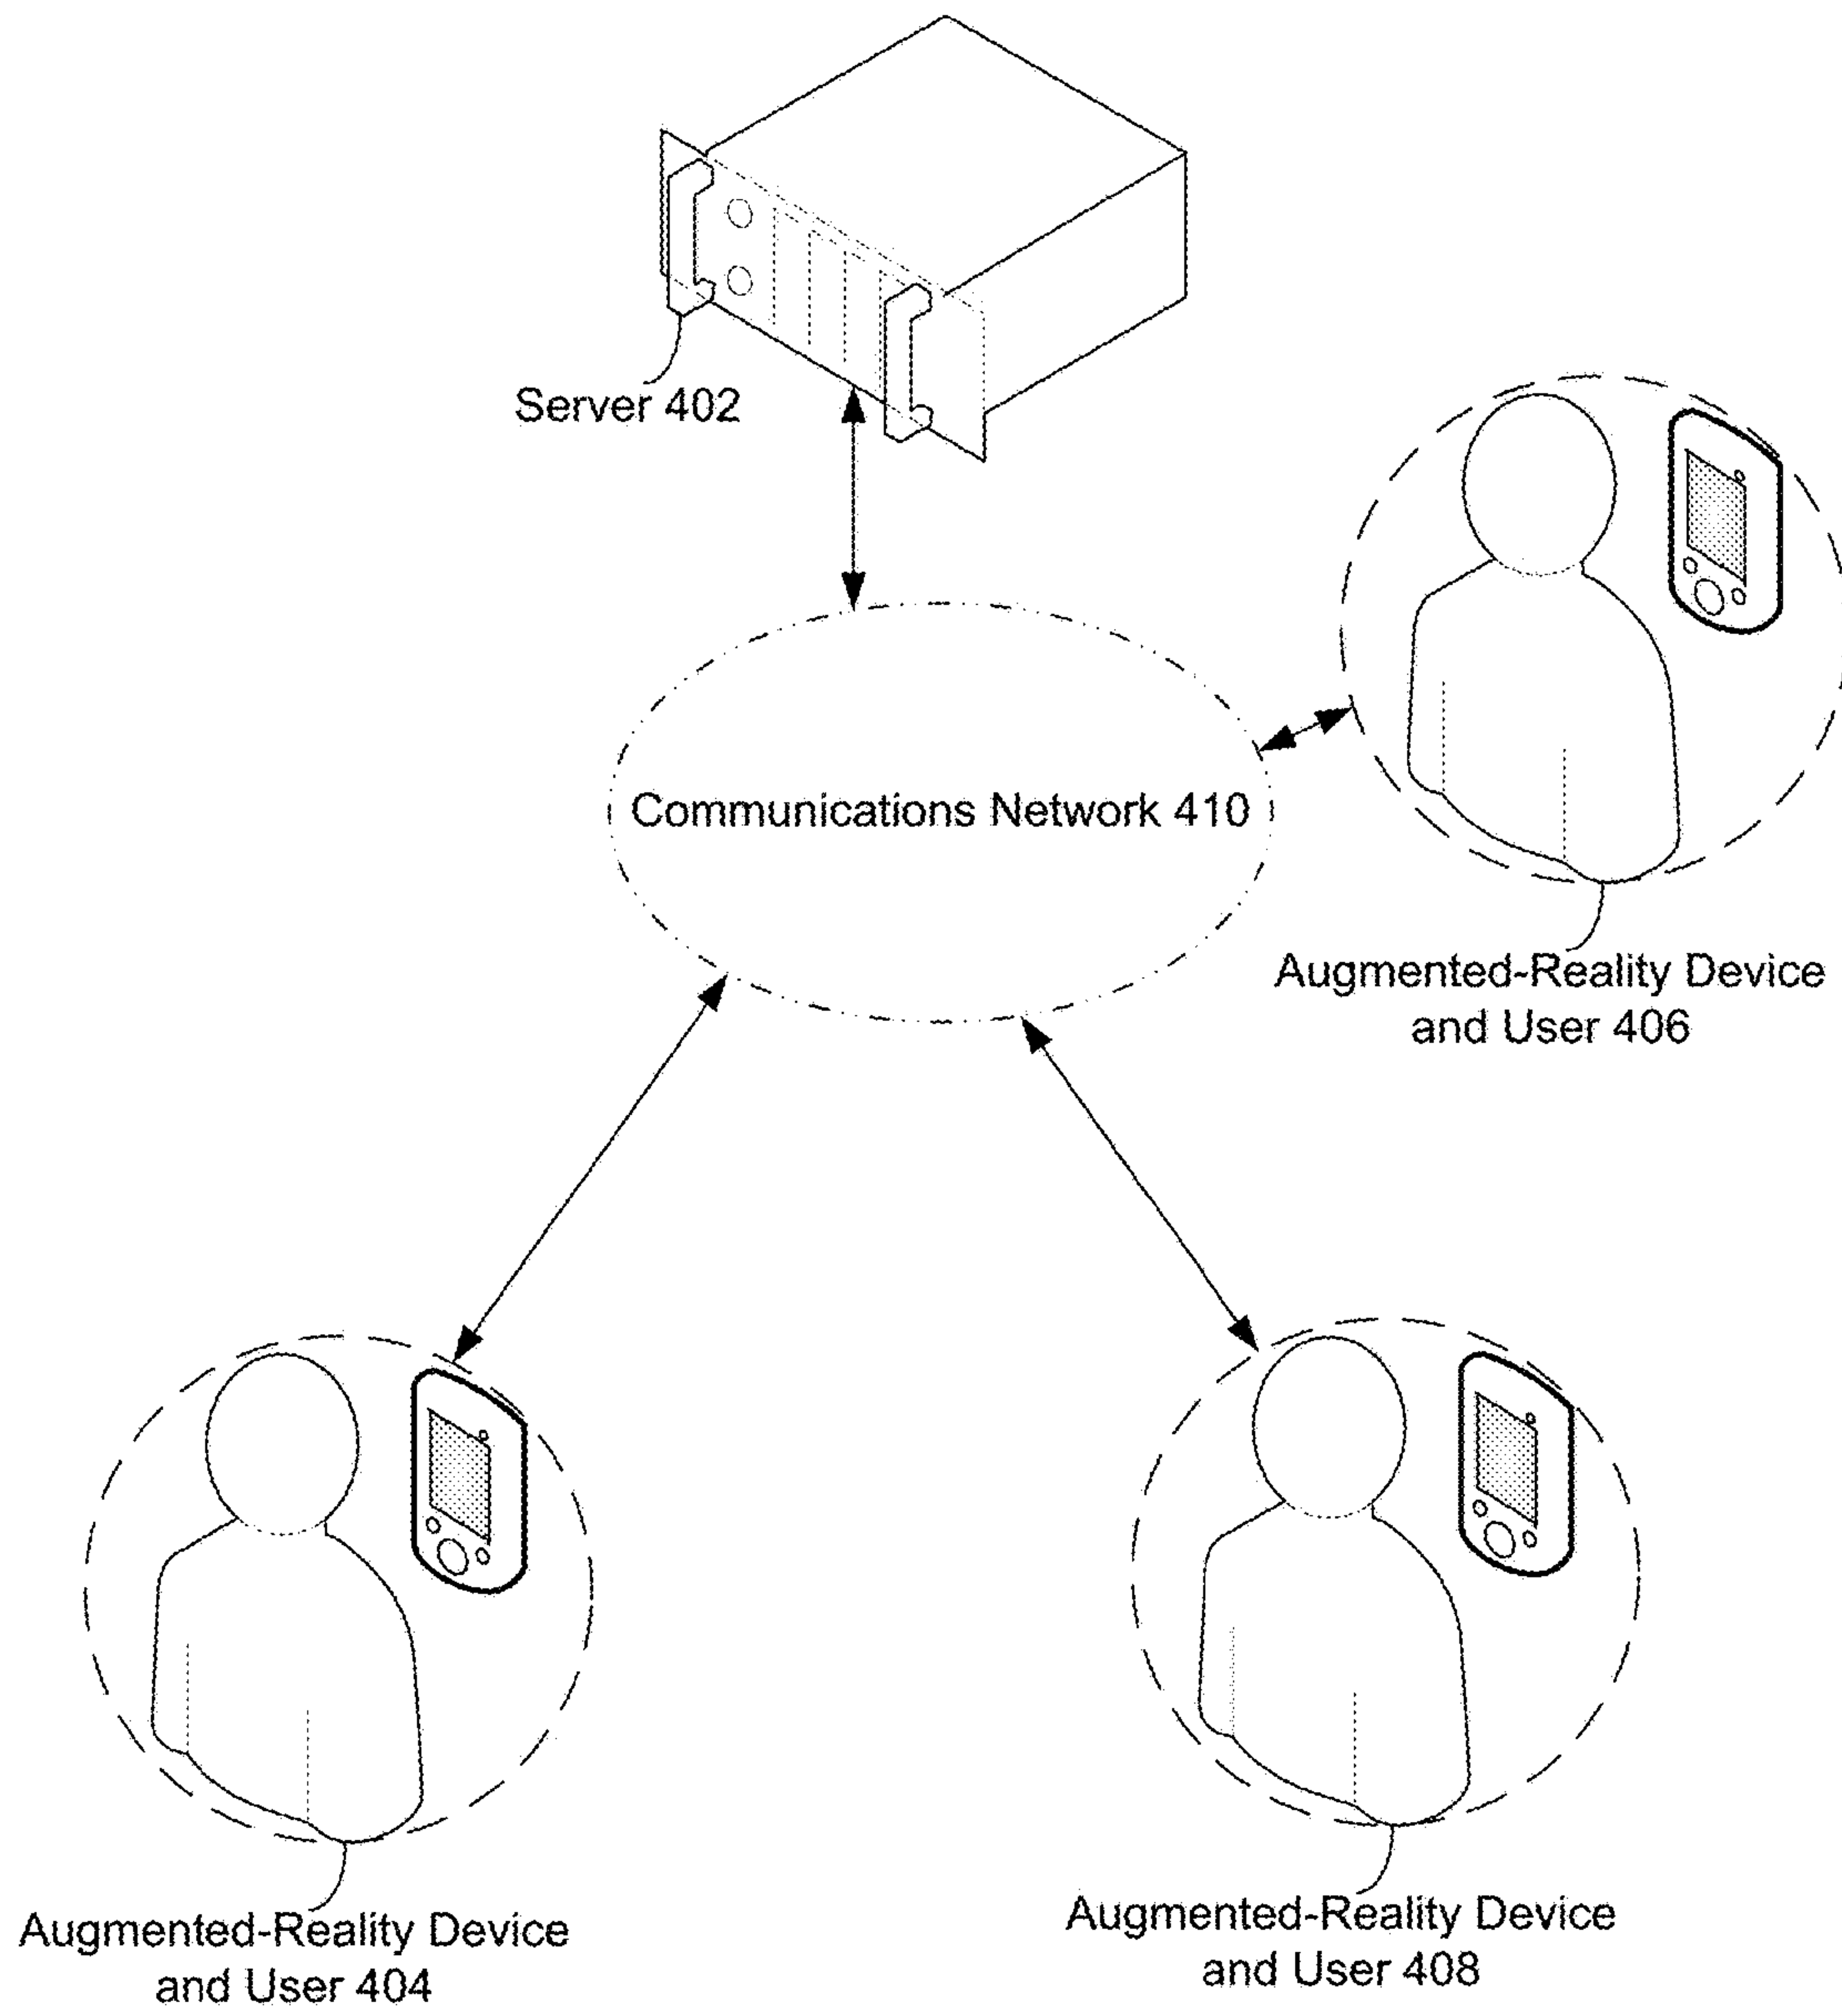 Server 402
Communications Network 410
Augmented-Reality Device
and User 406
Augmented-Reality Device
and User 404
Augmented-Reality Device
and User 408